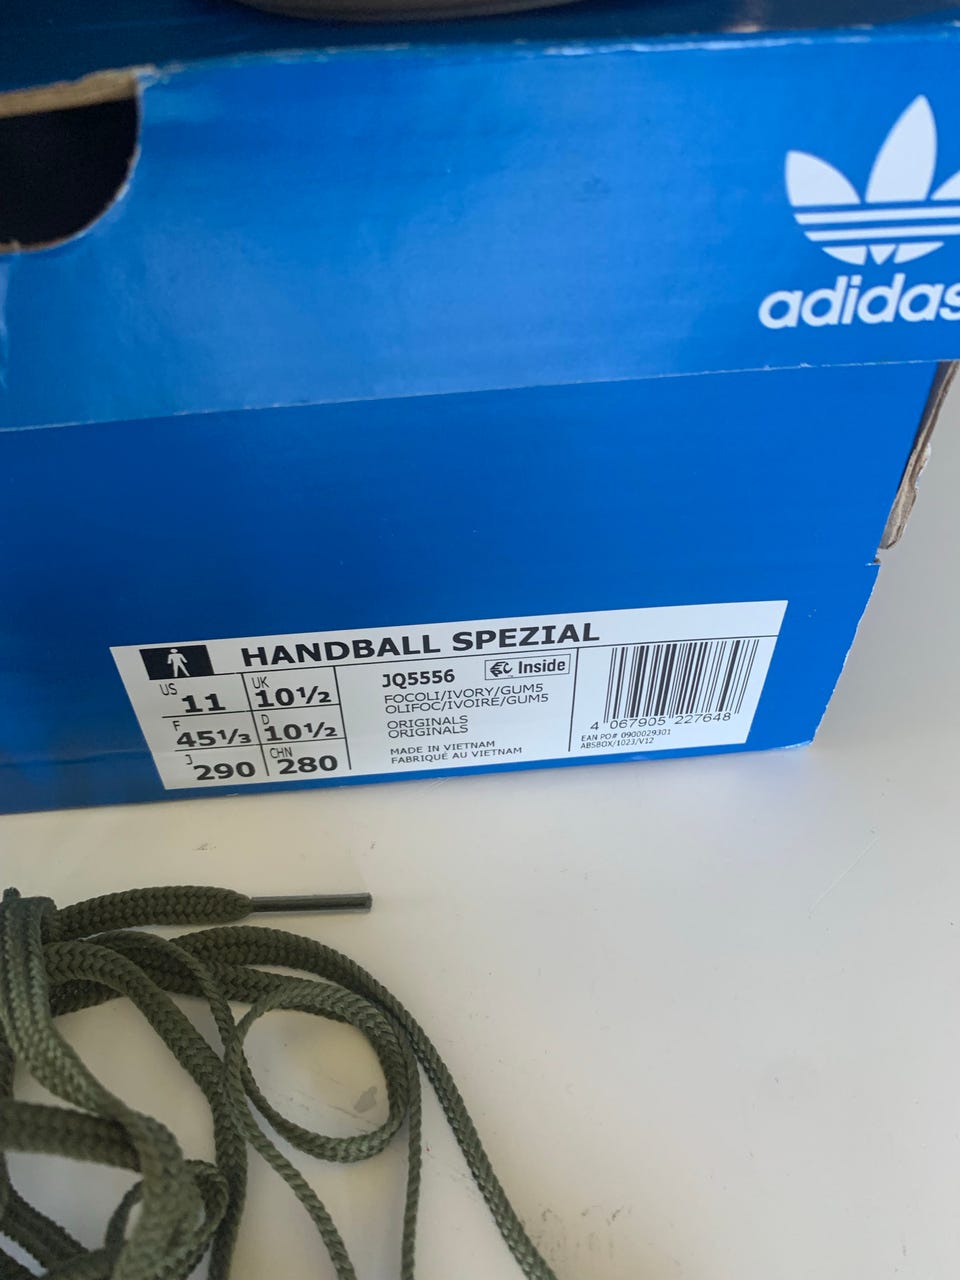 adidas
HANDBALL SPEZIAL
US 11 UK 10½
F 45⅓ D 10½
J 290 CHN 280
JQ5556 Inside
FOCOLI/IVORY/GUM5
OLIFOC/IVOIRE/GUM5
ORIGINALS
ORIGINALS
MADE IN VIETNAM
FABRIQUÉ AU VIETNAM
4 067905 227648
EAN PO# 0900029301
ABSBOX/1023/V12